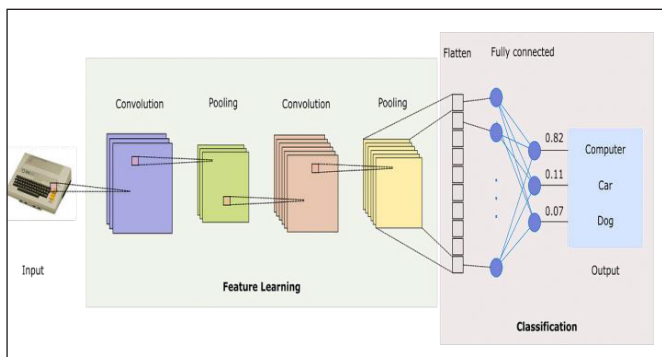 Flatten
Fully connected
Convolution
Pooling
Convolution
Pooling
0.82
Computer
0.11
Car
0.07
Dog
Input
Output
Feature Learning
Classification